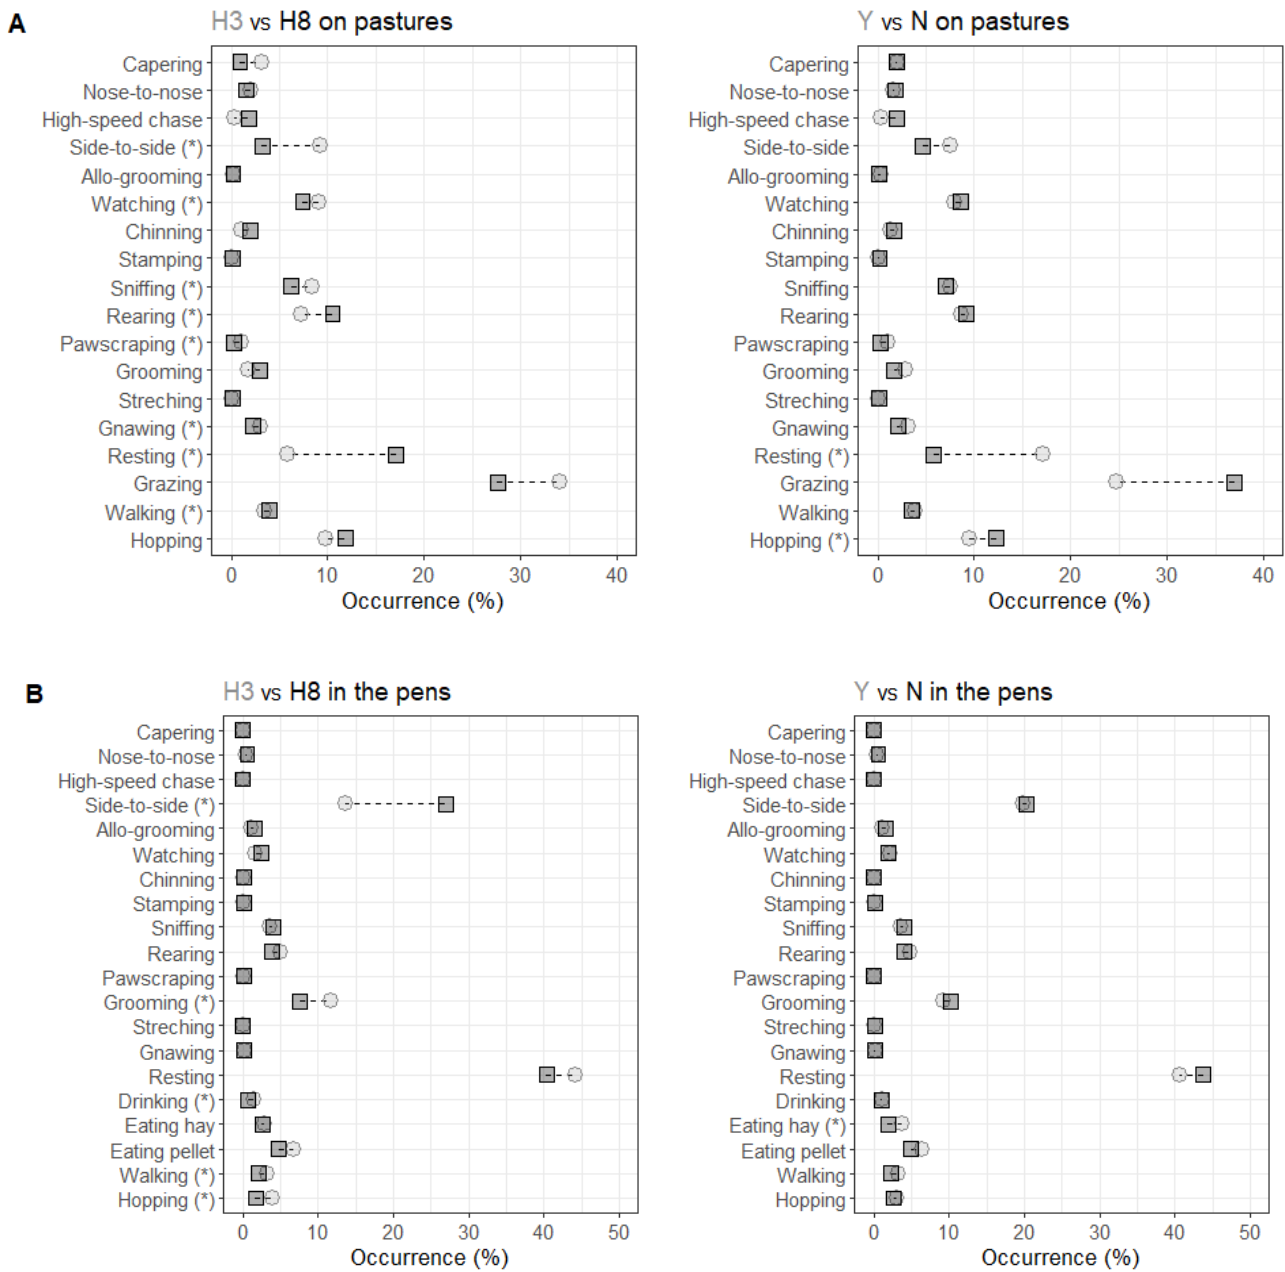 A
H3 vs H8 on pastures
Capering
Nose-to-nose
High-speed chase
Side-to-side (*)
Allo-grooming
Watching (*)
Chinning
Stamping
Sniffing (*)
Rearing (*)
Pawscraping (*)
Grooming
Streching
Gnawing (*)
Resting (*)
Grazing
Walking (*)
Hopping
0 10 20 30 40
Occurrence (%)
Y vs N on pastures
Capering
Nose-to-nose
High-speed chase
Side-to-side
Allo-grooming
Watching
Chinning
Stamping
Sniffing
Rearing
Pawscraping
Grooming
Streching
Gnawing
Resting (*)
Grazing
Walking
Hopping (*)
0 10 20 30 40
Occurrence (%)
B
H3 vs H8 in the pens
Capering
Nose-to-nose
High-speed chase
Side-to-side (*)
Allo-grooming
Watching
Chinning
Stamping
Sniffing
Rearing
Pawscraping
Grooming (*)
Streching
Gnawing
Resting
Drinking (*)
Eating hay
Eating pellet
Walking (*)
Hopping (*)
0 10 20 30 40 50
Occurrence (%)
Y vs N in the pens
Capering
Nose-to-nose
High-speed chase
Side-to-side
Allo-grooming
Watching
Chinning
Stamping
Sniffing
Rearing
Pawscraping
Grooming
Streching
Gnawing
Resting
Drinking
Eating hay (*)
Eating pellet
Walking
Hopping
0 10 20 30 40 50
Occurrence (%)